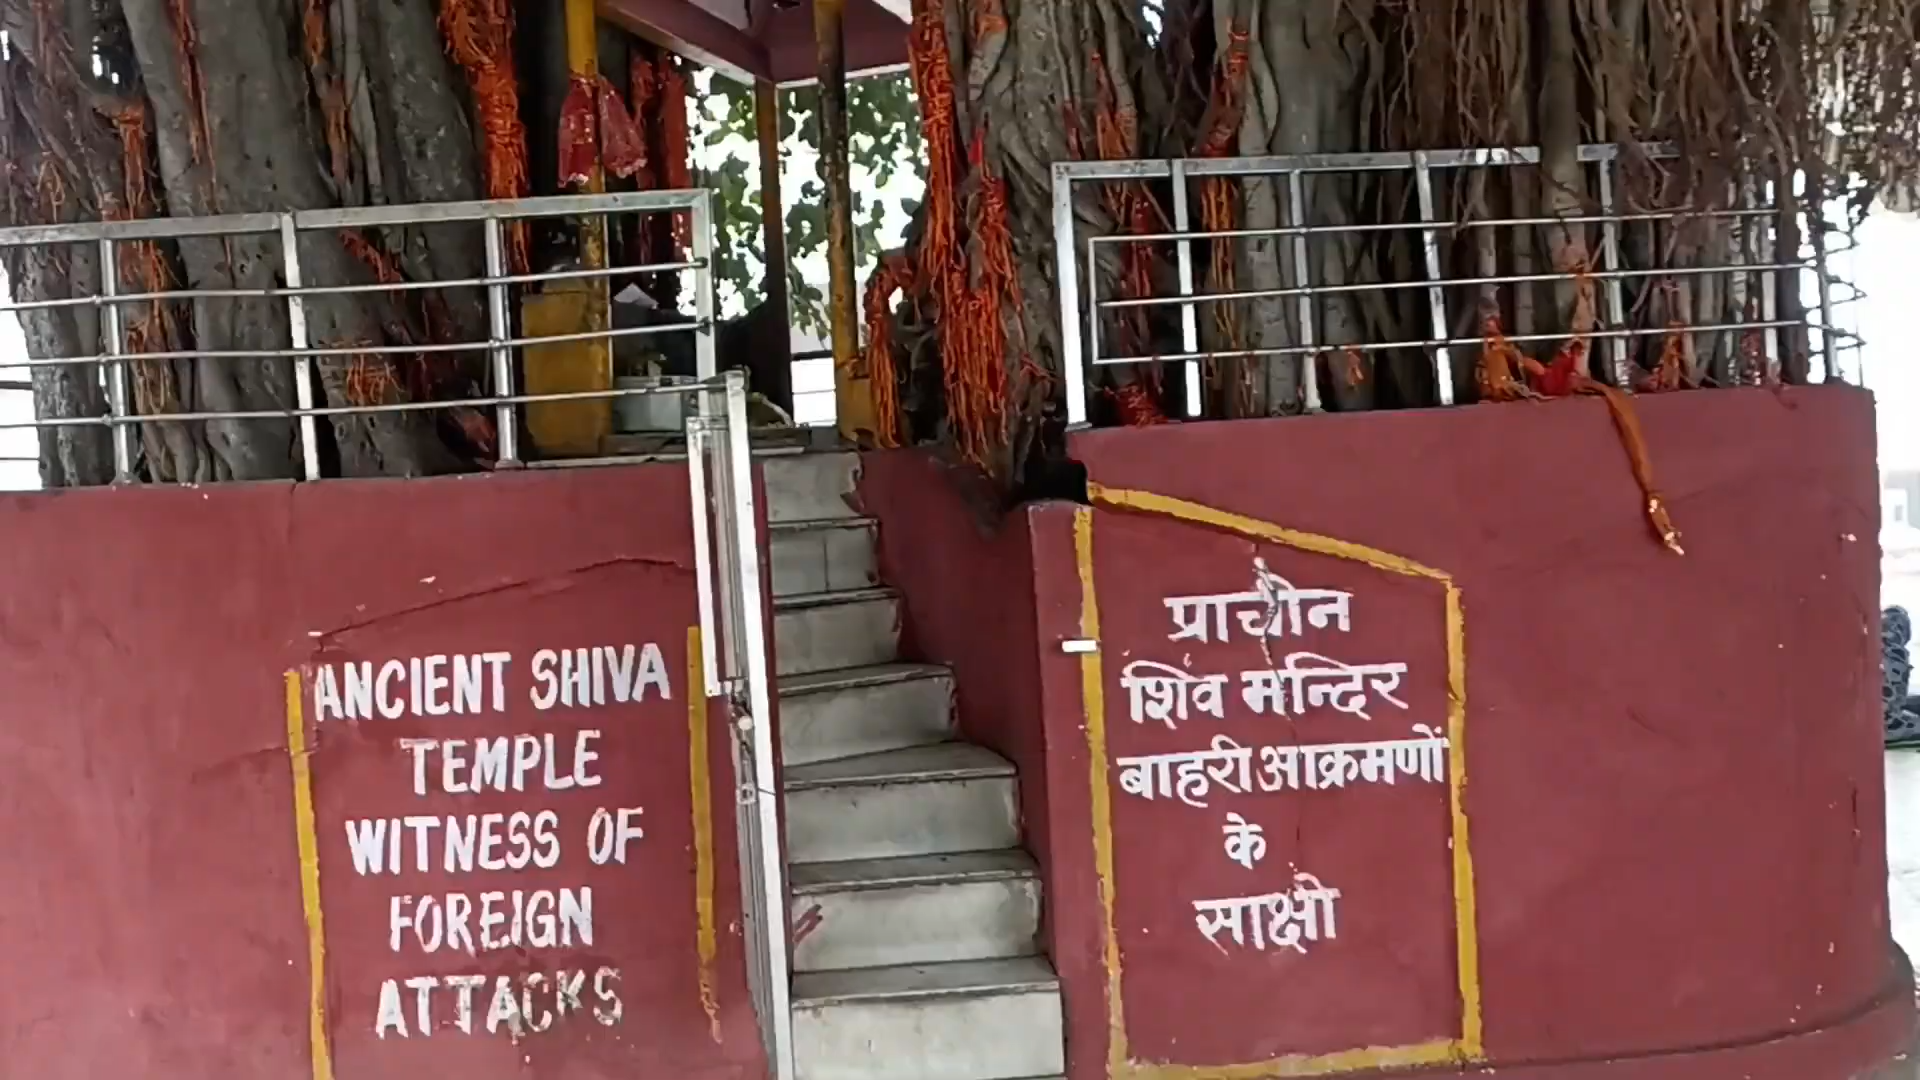 ANCIENT SHIVA
TEMPLE
WITNESS OF
FOREIGN
ATTACKS
प्राचीन
शिव मन्दिर
बाहरी आक्रमणों
के
साक्षी